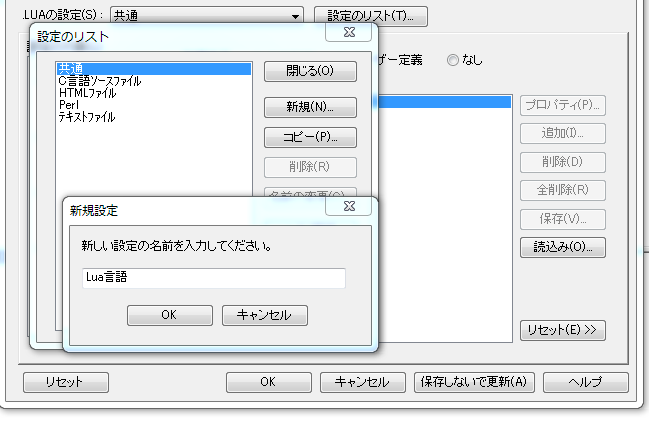 .LUAの設定(S): 共通 設定のリスト(T)...
設定のリスト
ザー定義 なし
共通
C言語ソースファイル
HTMLファイル
Perl
テキストファイル
閉じる(O)
新規(N)...
コピー(P)...
削除(R)
プロパティ(P)...
追加(I)...
削除(D)
全削除(R)
保存(V)...
読込み(O)...
リセット(E) >>
新規設定
新しい設定の名前を入力してください。
Lua言語
OK キャンセル
リセット OK キャンセル 保存しないで更新(A) ヘルプ